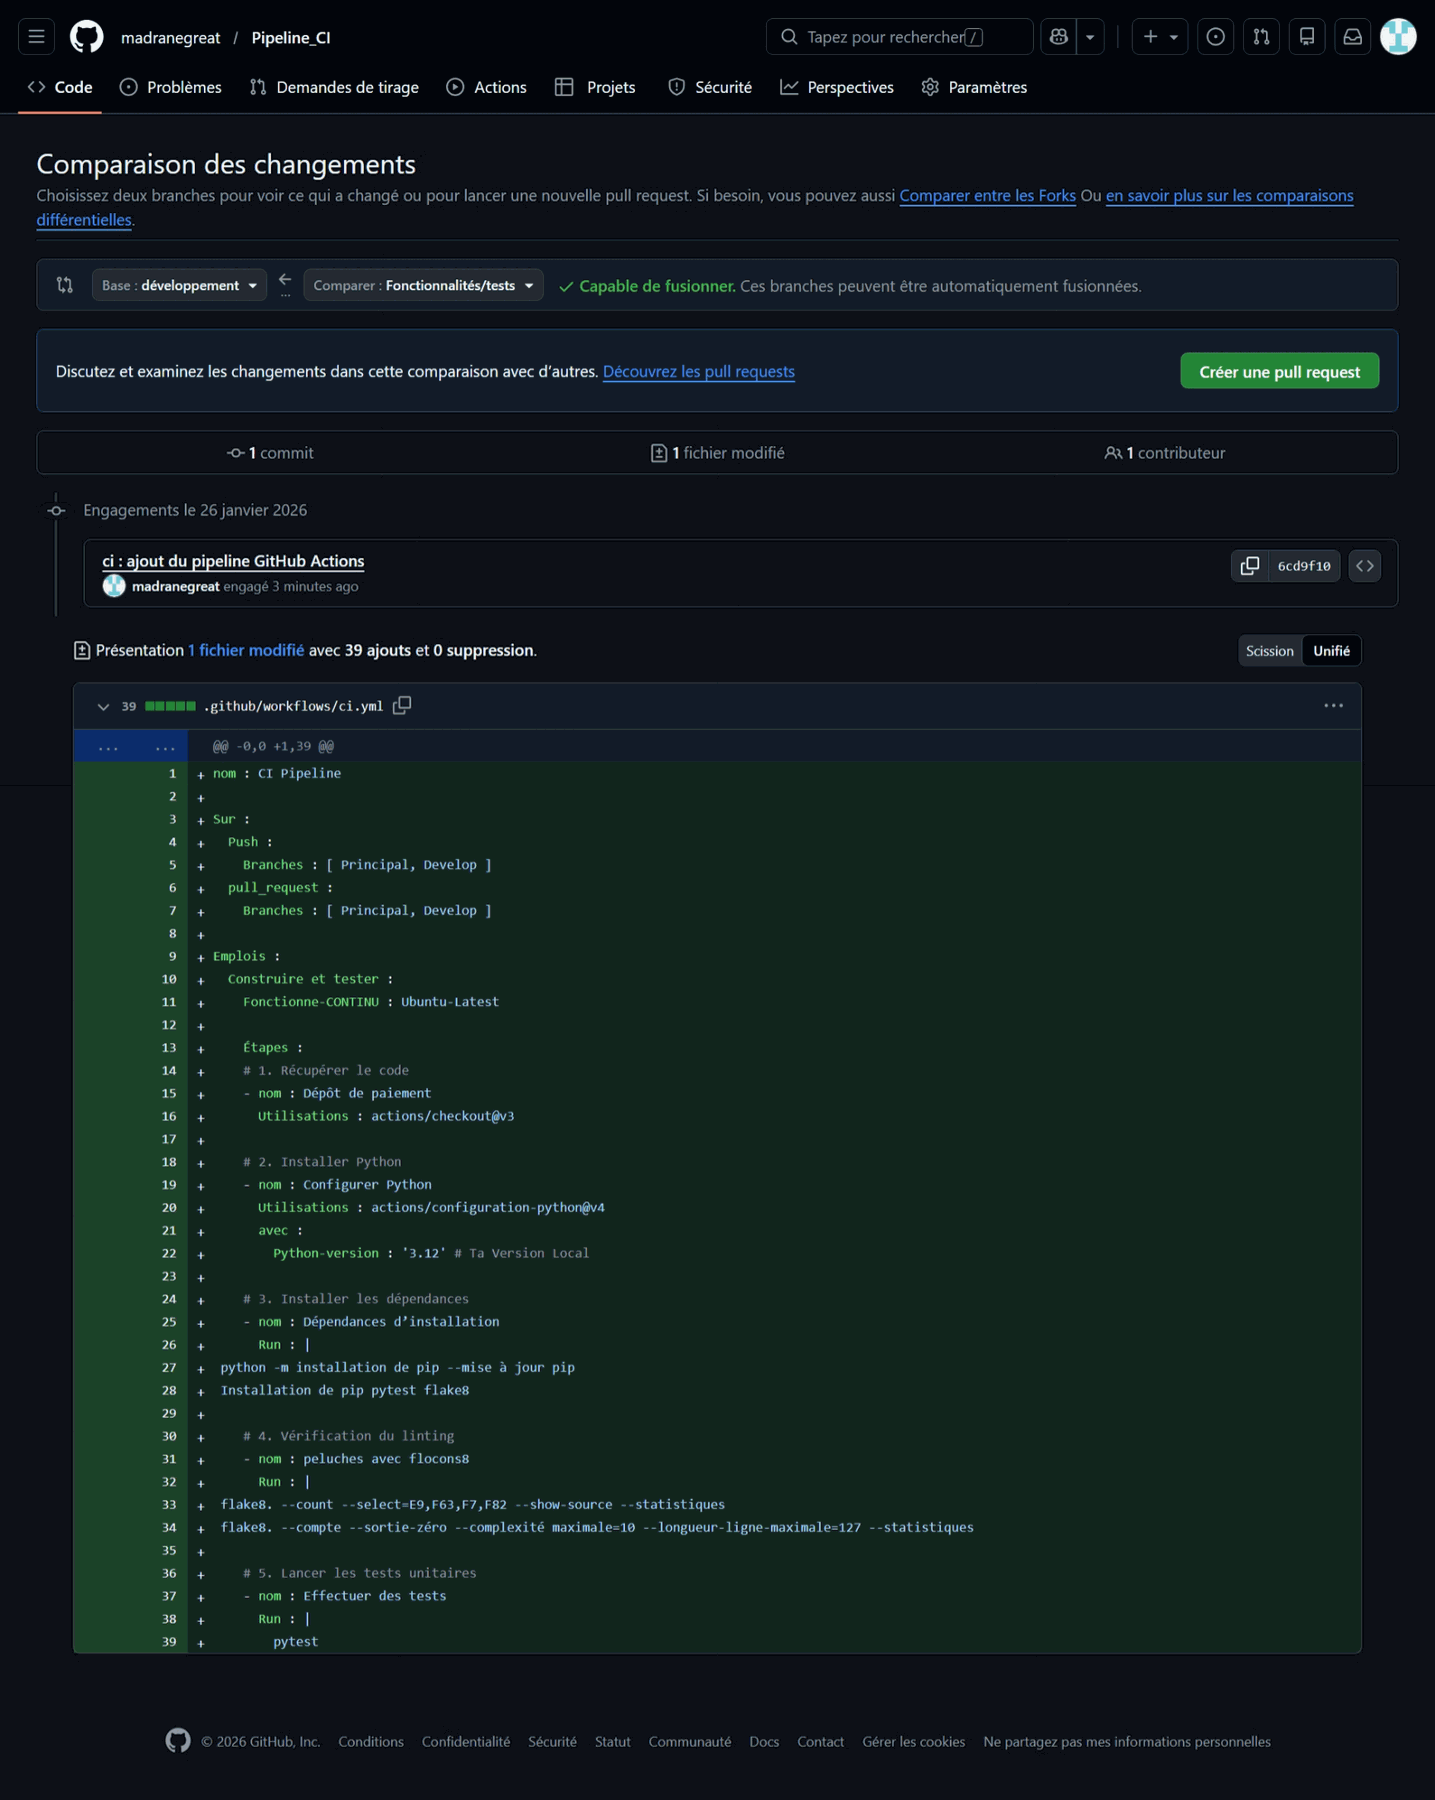 madranegreat / Pipeline_CI
Tapez pour rechercher /
Code Problèmes Demandes de tirage Actions Projets Sécurité Perspectives Paramètres
Comparaison des changements
Choisissez deux branches pour voir ce qui a changé ou pour lancer une nouvelle pull request. Si besoin, vous pouvez aussi Comparer entre les Forks Ou en savoir plus sur les comparaisons
différentielles.
Base : développement ← ... Comparer : Fonctionnalités/tests ✓ Capable de fusionner. Ces branches peuvent être automatiquement fusionnées.
Discutez et examinez les changements dans cette comparaison avec d’autres. Découvrez les pull requests Créer une pull request
1 commit 1 fichier modifié 1 contributeur
Engagements le 26 janvier 2026
ci : ajout du pipeline GitHub Actions
madranegreat engagé 3 minutes ago
6cd9f10
Présentation 1 fichier modifié avec 39 ajouts et 0 suppression.
Scission Unifié
39 .github/workflows/ci.yml ...
... ... @@ -0,0 +1,39 @@
1 + nom : CI Pipeline
2 +
3 + Sur :
4 + Push :
5 + Branches : [ Principal, Develop ]
6 + pull_request :
7 + Branches : [ Principal, Develop ]
8 +
9 + Emplois :
10 + Construire et tester :
11 + Fonctionne-CONTINU : Ubuntu-Latest
12 +
13 + Étapes :
14 + # 1. Récupérer le code
15 + - nom : Dépôt de paiement
16 + Utilisations : actions/checkout@v3
17 +
18 + # 2. Installer Python
19 + - nom : Configurer Python
20 + Utilisations : actions/configuration-python@v4
21 + avec :
22 + Python-version : '3.12' # Ta Version Local
23 +
24 + # 3. Installer les dépendances
25 + - nom : Dépendances d’installation
26 + Run : |
27 + python -m installation de pip --mise à jour pip
28 + Installation de pip pytest flake8
29 +
30 + # 4. Vérification du linting
31 + - nom : peluches avec flocons8
32 + Run : |
33 + flake8. --count --select=E9,F63,F7,F82 --show-source --statistiques
34 + flake8. --compte --sortie-zéro --complexité maximale=10 --longueur-ligne-maximale=127 --statistiques
35 +
36 + # 5. Lancer les tests unitaires
37 + - nom : Effectuer des tests
38 + Run : |
39 + pytest
© 2026 GitHub, Inc. Conditions Confidentialité Sécurité Statut Communauté Docs Contact Gérer les cookies Ne partagez pas mes informations personnelles